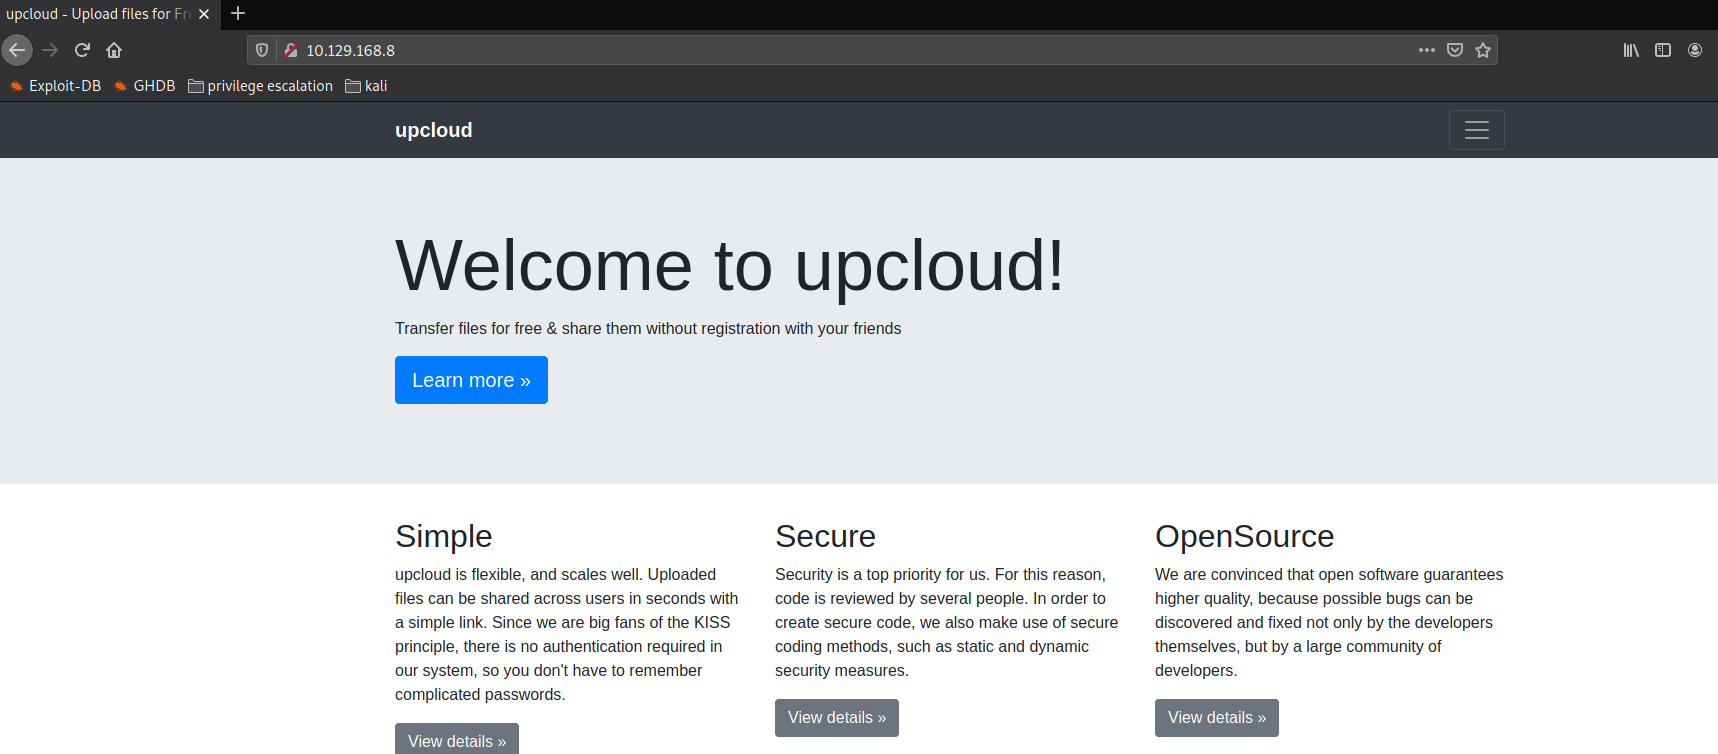 upcloud - Upload files for Fre
10.129.168.8
Exploit-DB GHDB privilege escalation kali
upcloud
Welcome to upcloud!
Transfer files for free & share them without registration with your friends
Learn more »
Simple
upcloud is flexible, and scales well. Uploaded
files can be shared across users in seconds with
a simple link. Since we are big fans of the KISS
principle, there is no authentication required in
our system, so you don't have to remember
complicated passwords.
View details »
Secure
Security is a top priority for us. For this reason,
code is reviewed by several people. In order to
create secure code, we also make use of secure
coding methods, such as static and dynamic
security measures.
View details »
OpenSource
We are convinced that open software guarantees
higher quality, because possible bugs can be
discovered and fixed not only by the developers
themselves, but by a large community of
developers.
View details »